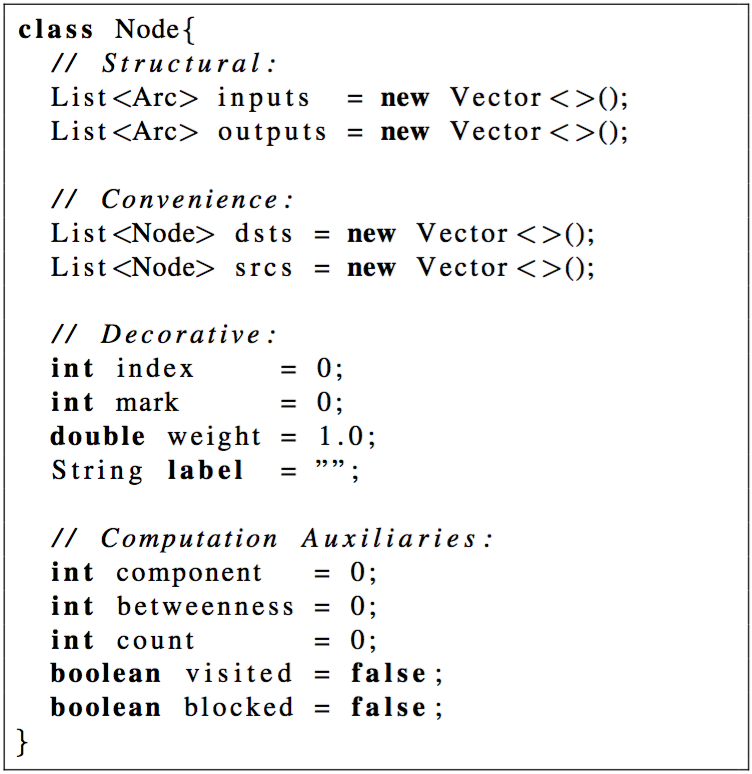 class Node{
  // Structural:
  List<Arc> inputs  = new Vector<>();
  List<Arc> outputs = new Vector<>();

  // Convenience:
  List<Node> dsts = new Vector<>();
  List<Node> srcs = new Vector<>();

  // Decorative:
  int index     = 0;
  int mark      = 0;
  double weight = 1.0;
  String label  = ””;

  // Computation Auxiliaries:
  int component   = 0;
  int betweenness = 0;
  int count       = 0;
  boolean visited = false;
  boolean blocked = false;
}